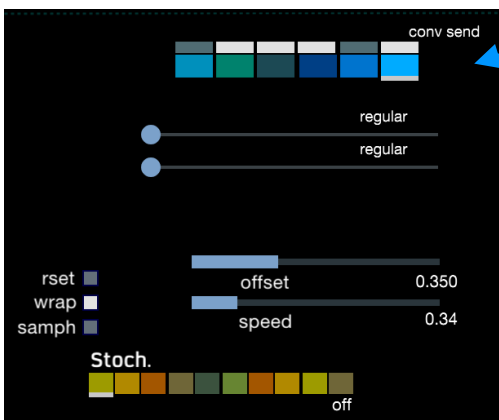 conv send
regular
regular
rset
offset 0.350
wrap
speed 0.34
samph
Stoch.
off